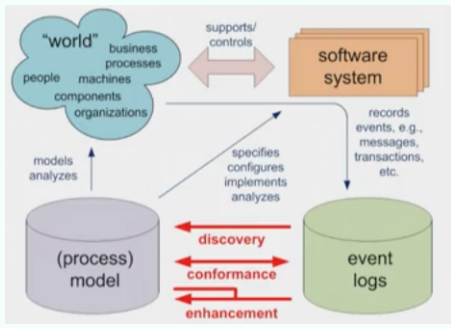 "world"
business
processes
people machines
components
organizations
supports/
controls
software
system
records
events, e.g.,
messages,
transactions,
etc.
models
analyzes
specifies
configures
implements
analyzes
discovery
conformance
enhancement
(process)
model
event
logs